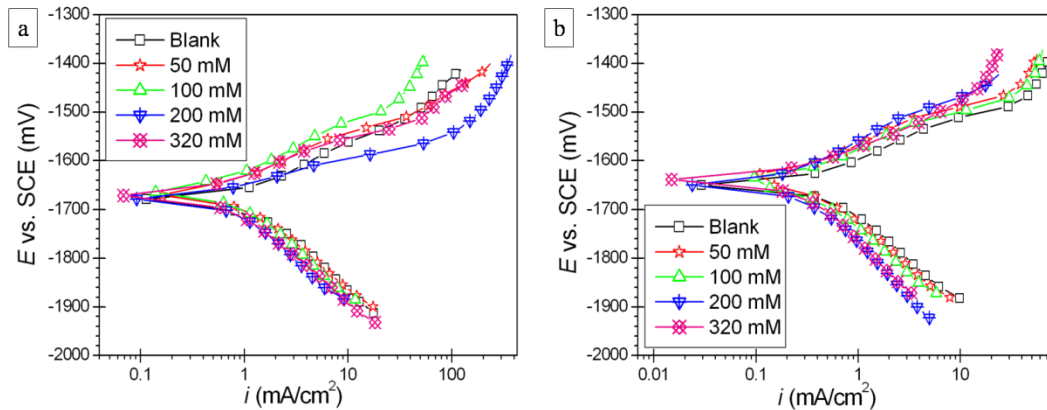 a
-1300
-1400
-1500
-1600
-1700
-1800
-1900
-2000
E vs. SCE (mV)
Blank
50 mM
100 mM
200 mM
320 mM
0.1
1
10
100
i (mA/cm²)
b
-1300
-1400
-1500
-1600
-1700
-1800
-1900
-2000
E vs. SCE (mV)
Blank
50 mM
100 mM
200 mM
320 mM
0.01
0.1
1
10
i (mA/cm²)